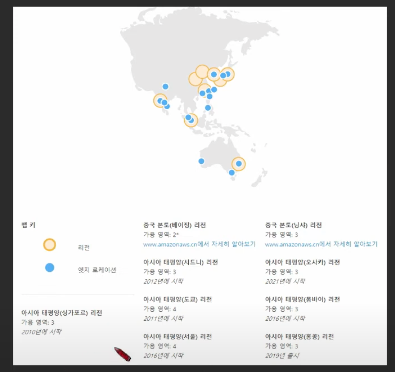 맵 키
리전
엣지 로케이션
아시아 태평양(싱가포르) 리전
가용 영역: 3
2010년에 시작
중국 본토(베이징) 리전
가용 영역: 2*
www.amazonaws.cn에서 자세히 알아보기
아시아 태평양(시드니) 리전
가용 영역: 3
2012년에 시작
아시아 태평양(도쿄) 리전
가용 영역: 4
2011년에 시작
아시아 태평양(서울) 리전
가용 영역: 4
2016년에 시작
중국 본토(닝샤) 리전
가용 영역: 3
www.amazonaws.cn에서 자세히 알아보기
아시아 태평양(오사카) 리전
가용 영역: 3
2021년에 시작
아시아 태평양(뭄바이) 리전
가용 영역: 3
2016년에 시작
아시아 태평양(홍콩) 리전
가용 영역: 3
2019년 출시